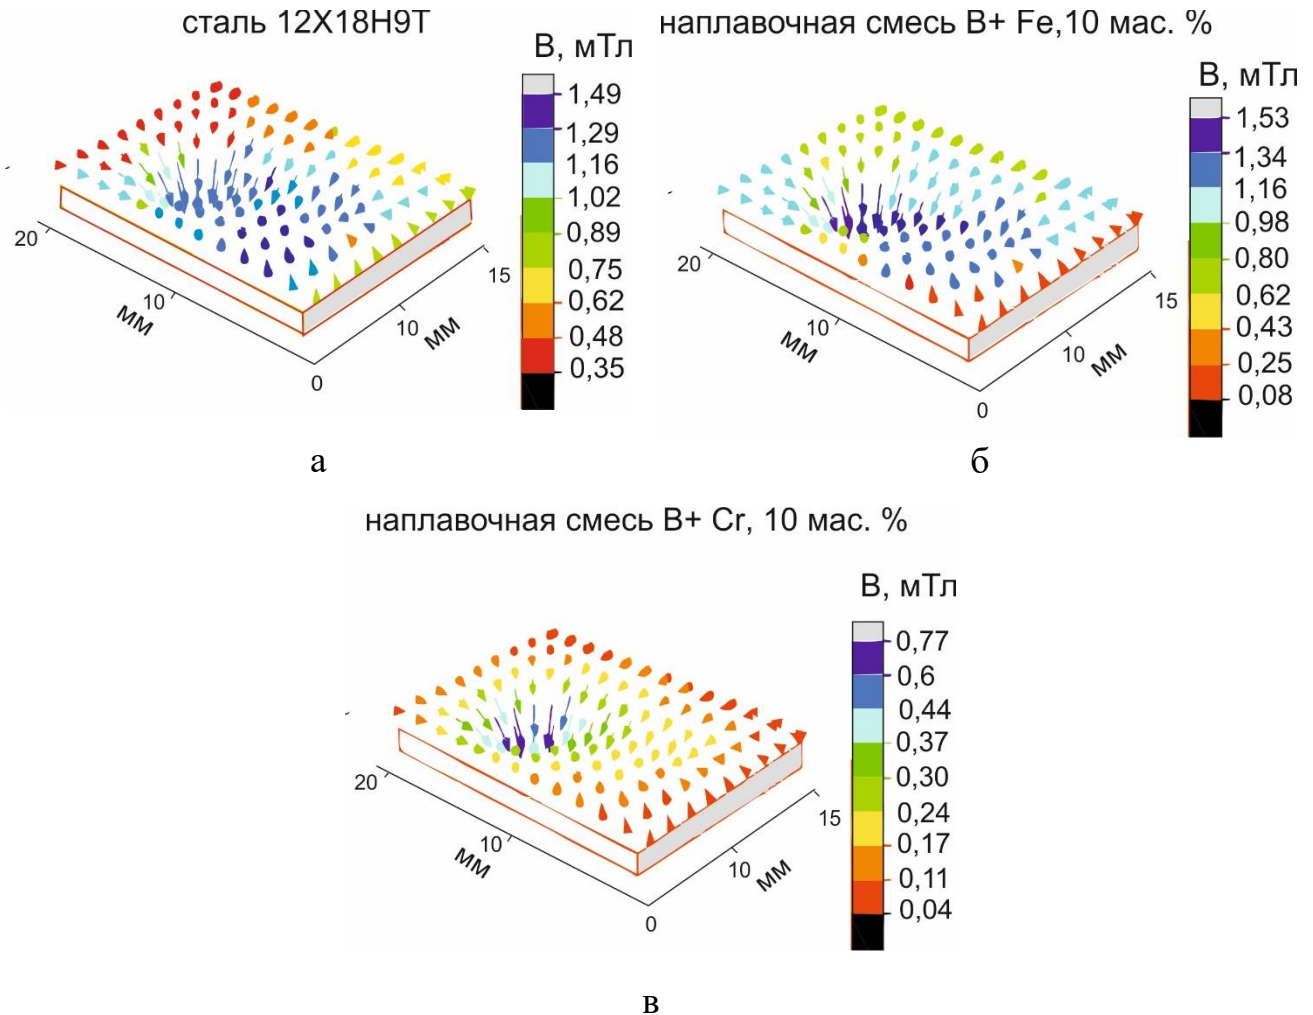 сталь 12Х18Н9Т
В, мТл
1,49
1,29
1,16
1,02
0,89
0,75
0,62
0,48
0,35
20
10
мм
0
10
мм
15
а
наплавочная смесь В+ Fe,10 мас. %
В, мТл
1,53
1,34
1,16
0,98
0,80
0,62
0,43
0,25
0,08
20
10
мм
0
10
мм
15
б
наплавочная смесь В+ Cr, 10 мас. %
В, мТл
0,77
0,6
0,44
0,37
0,30
0,24
0,17
0,11
0,04
20
10
мм
0
10
мм
15
в